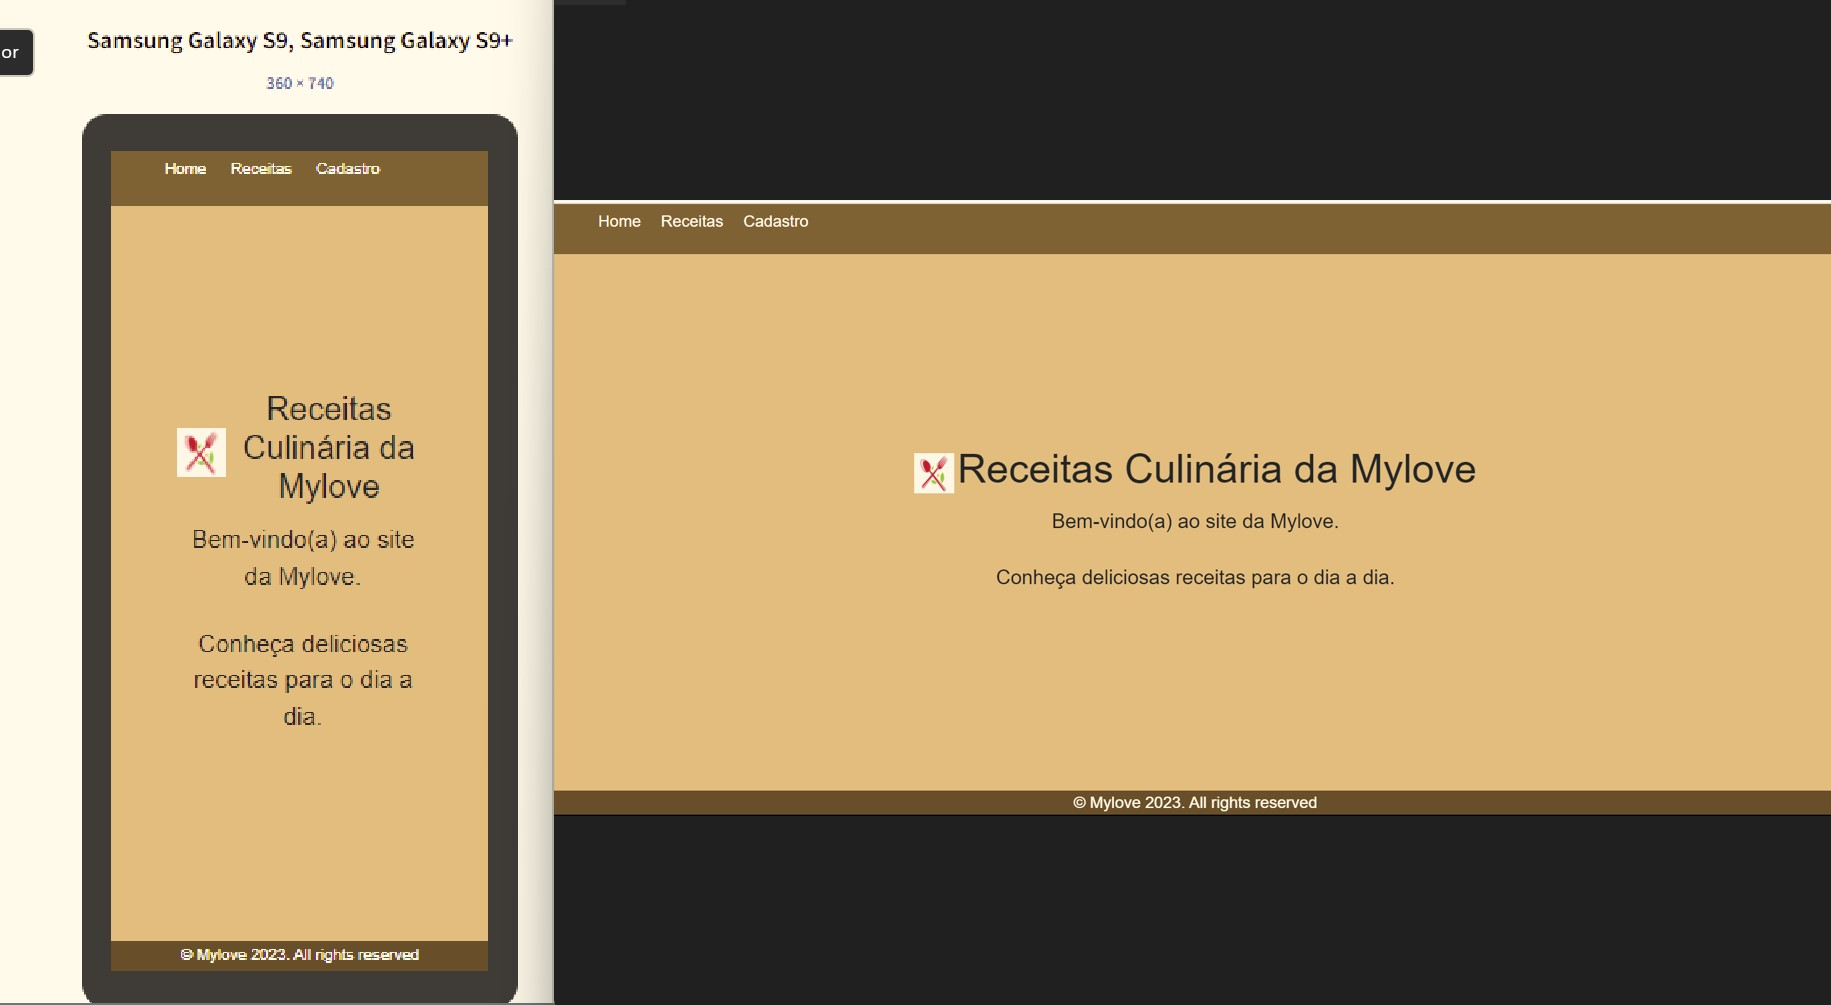 or
Samsung Galaxy S9, Samsung Galaxy S9+
360 × 740
Home Receitas Cadastro
Receitas
Culinária da
Mylove
Bem-vindo(a) ao site
da Mylove.
Conheça deliciosas
receitas para o dia a
dia.
© Mylove 2023. All rights reserved
Home Receitas Cadastro
Receitas Culinária da Mylove
Bem-vindo(a) ao site da Mylove.
Conheça deliciosas receitas para o dia a dia.
© Mylove 2023. All rights reserved